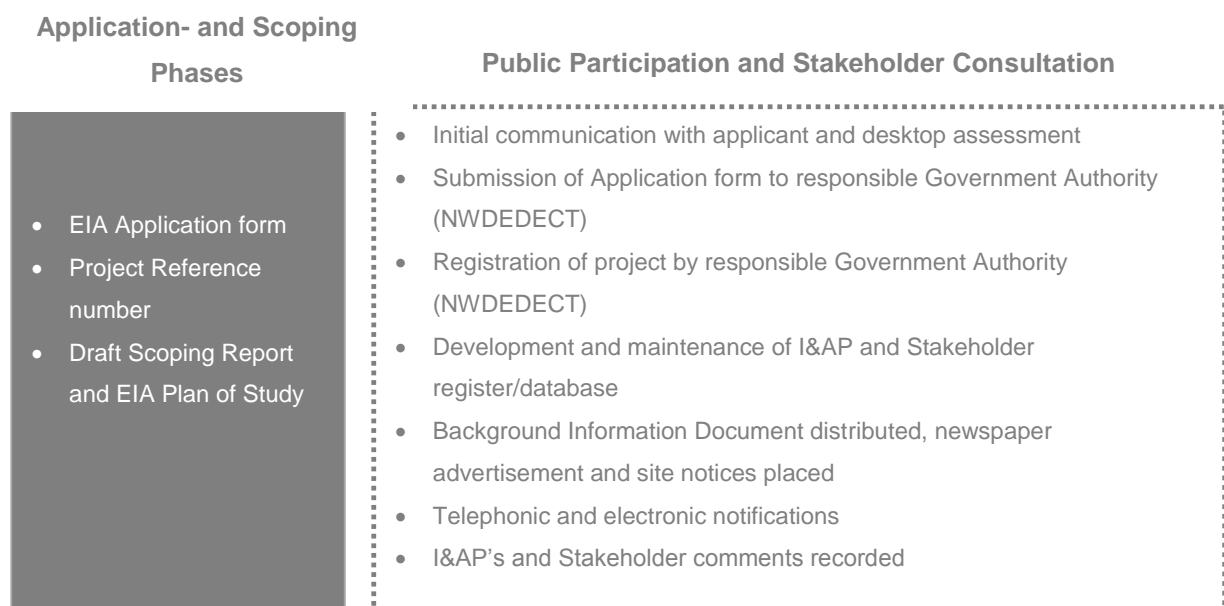 Application- and Scoping
Phases
Public Participation and Stakeholder Consultation
• EIA Application form
• Project Reference
number
• Draft Scoping Report
and EIA Plan of Study
• Initial communication with applicant and desktop assessment
• Submission of Application form to responsible Government Authority
(NWDEDECT)
• Registration of project by responsible Government Authority
(NWDEDECT)
• Development and maintenance of I&AP and Stakeholder
register/database
• Background Information Document distributed, newspaper
advertisement and site notices placed
• Telephonic and electronic notifications
• I&AP's and Stakeholder comments recorded